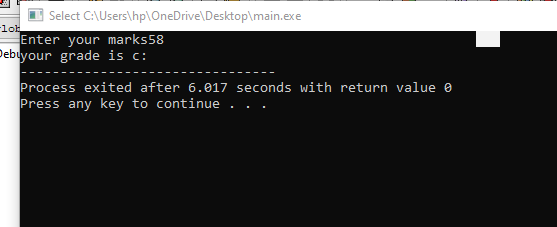 Select C:\Users\hp\OneDrive\Desktop\main.exe
Enter your marks58
your grade is c:
--------------------------------
Process exited after 6.017 seconds with return value 0
Press any key to continue . . .